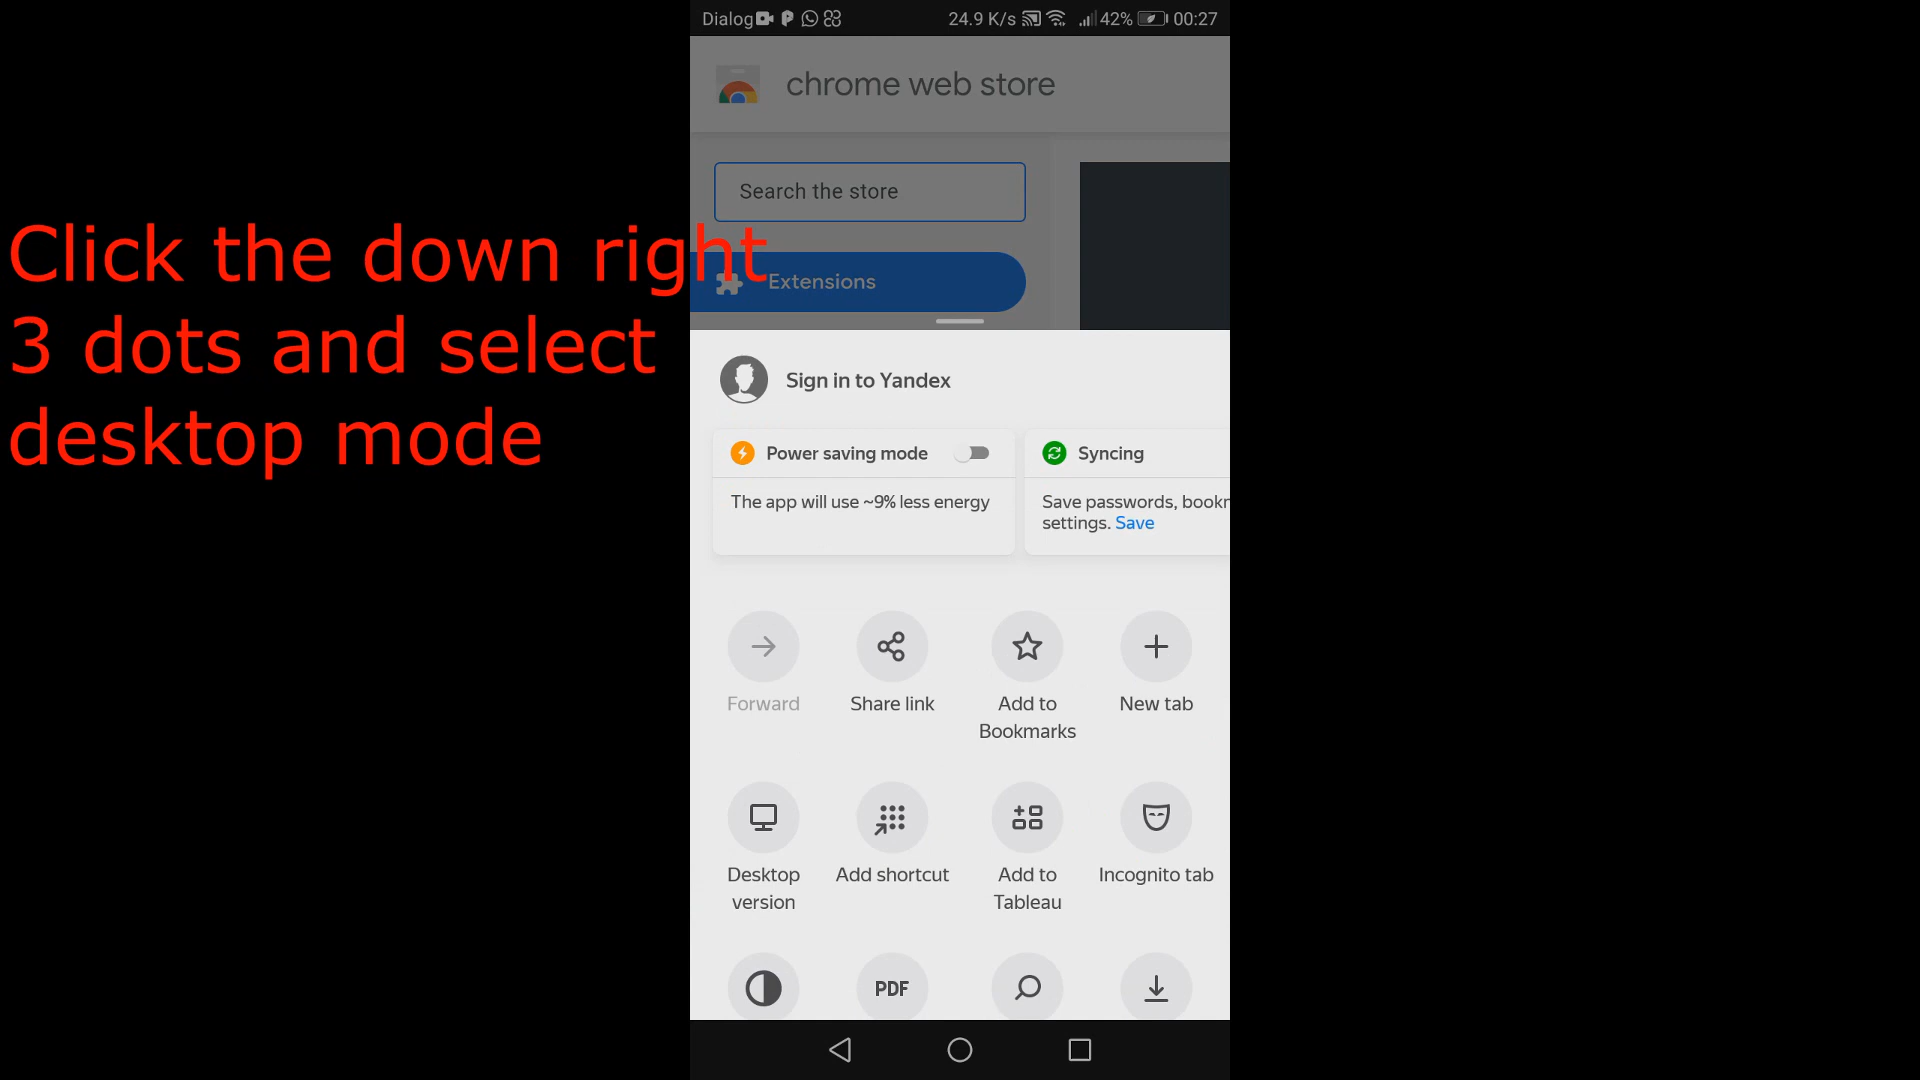 Dialog 24.9 K/s 42% 00:27
chrome web store
Search the store
Click the down right
3 dots and select
desktop mode
Extensions
Sign in to Yandex
Power saving mode
The app will use ~9% less energy
Syncing
Save passwords, bookr
settings. Save
Forward
Share link
Add to
Bookmarks
New tab
Desktop
version
Add shortcut
Add to
Tableau
Incognito tab
PDF